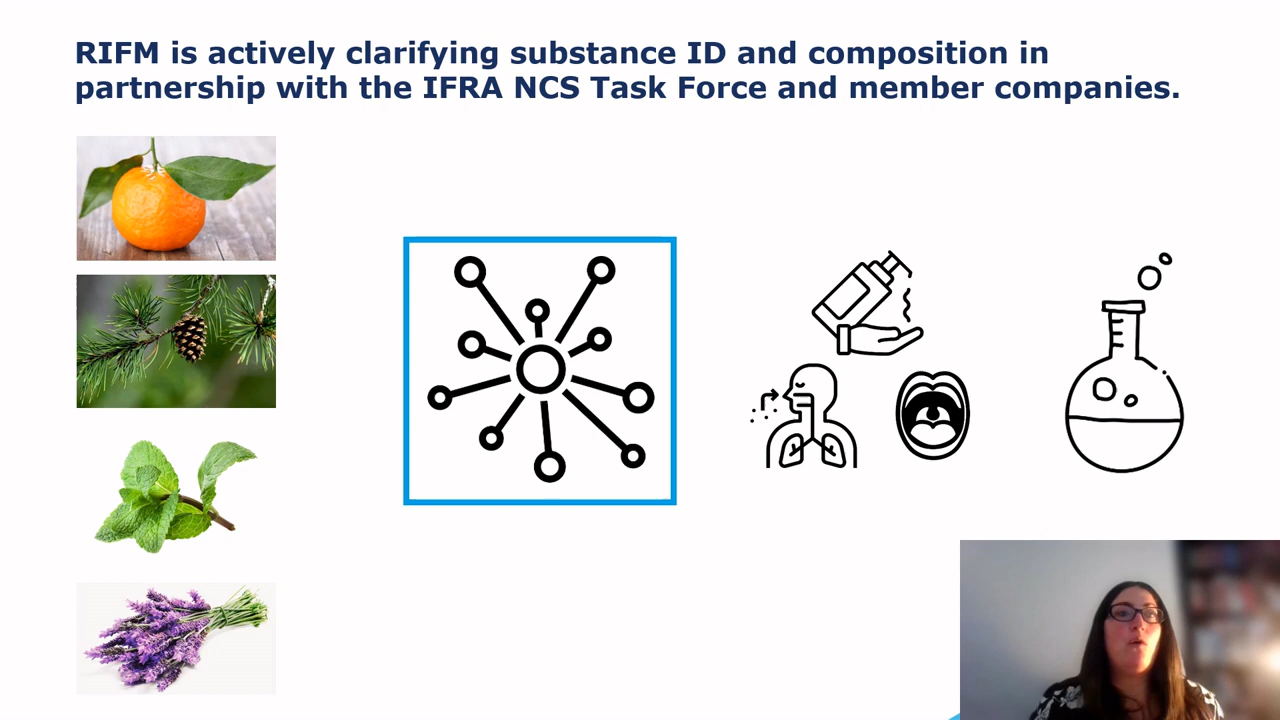 RIFM is actively clarifying substance ID and composition in
partnership with the IFRA NCS Task Force and member companies.